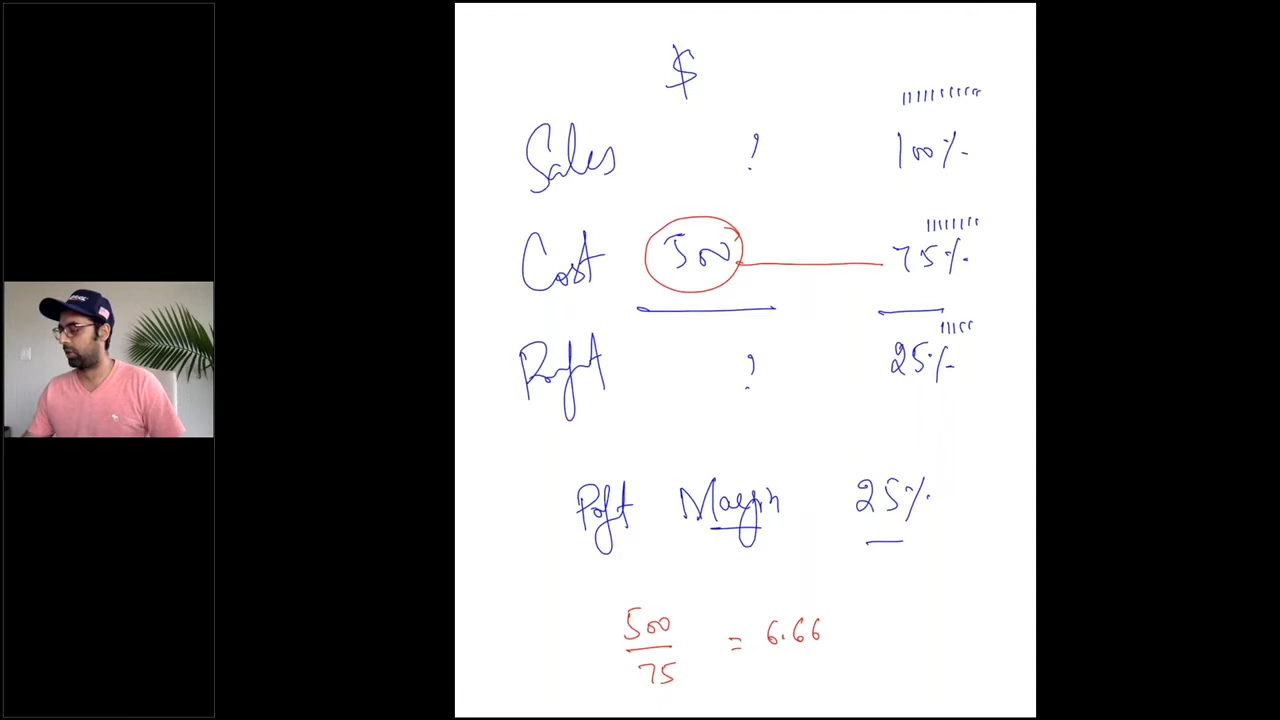 $
Sales ? 100%
Cost 500 75%
Profit ? 25%
Profit Margin 25%
500
75 = 6.66